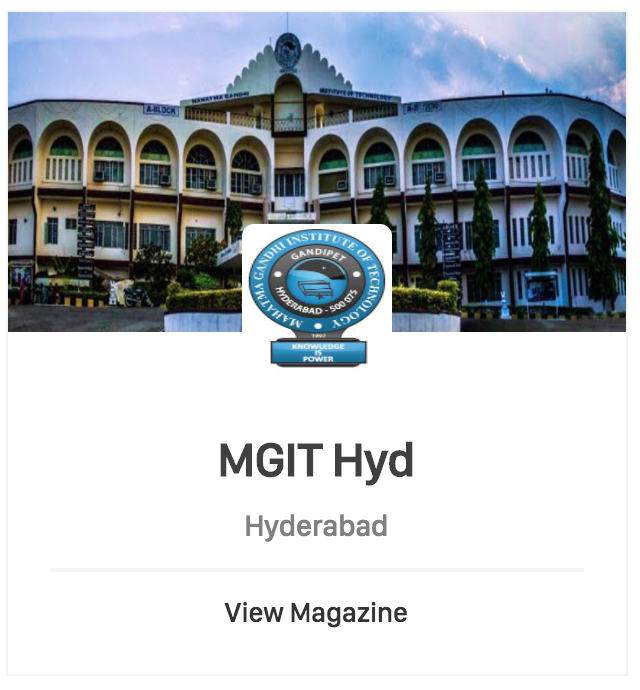 MAHATMA GANDHI INSTITUTE OF TECHNOLOGY
A-BLOCK
MAHATMA GANDHI INSTITUTE OF TECHNOLOGY
GANDIPET
HYDERABAD - 500 075
1997
KNOWLEDGE
IS
POWER
MGIT Hyd
Hyderabad
View Magazine